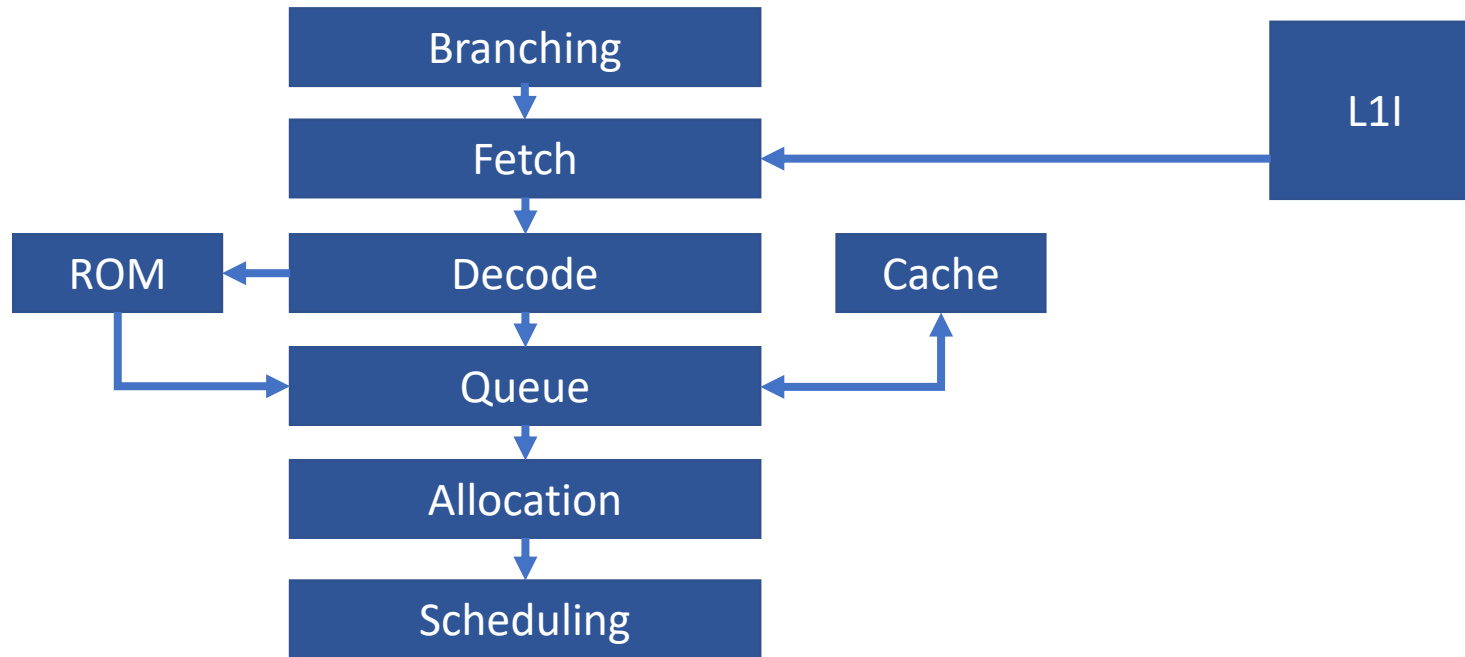 Branching
L1I
Fetch
ROM
Decode
Cache
Queue
Allocation
Scheduling